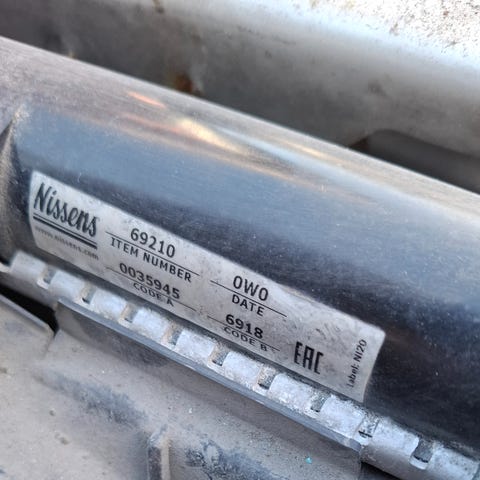 Nissens
www.nissens.com
69210
ITEM NUMBER
0035945
CODE A
0W0
DATE
6918
CODE B
EAC
Label: NI20